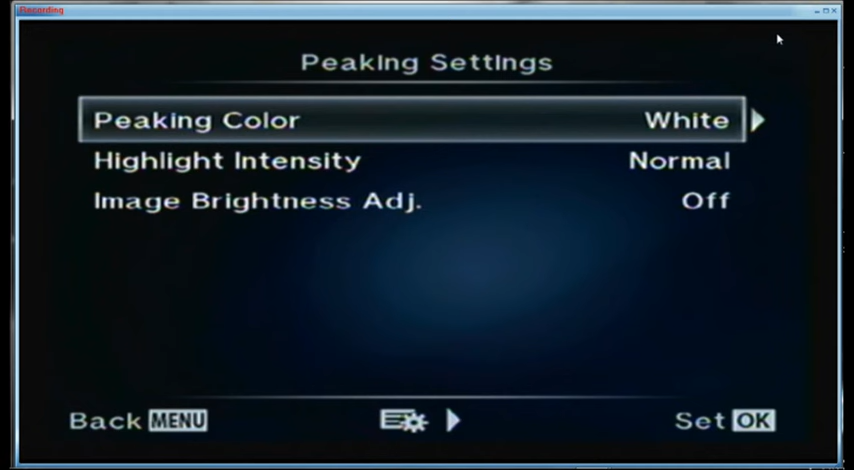 Recording
Peaking Settings
Peaking Color White
Highlight Intensity Normal
Image Brightness Adj. Off
Back MENU Set OK